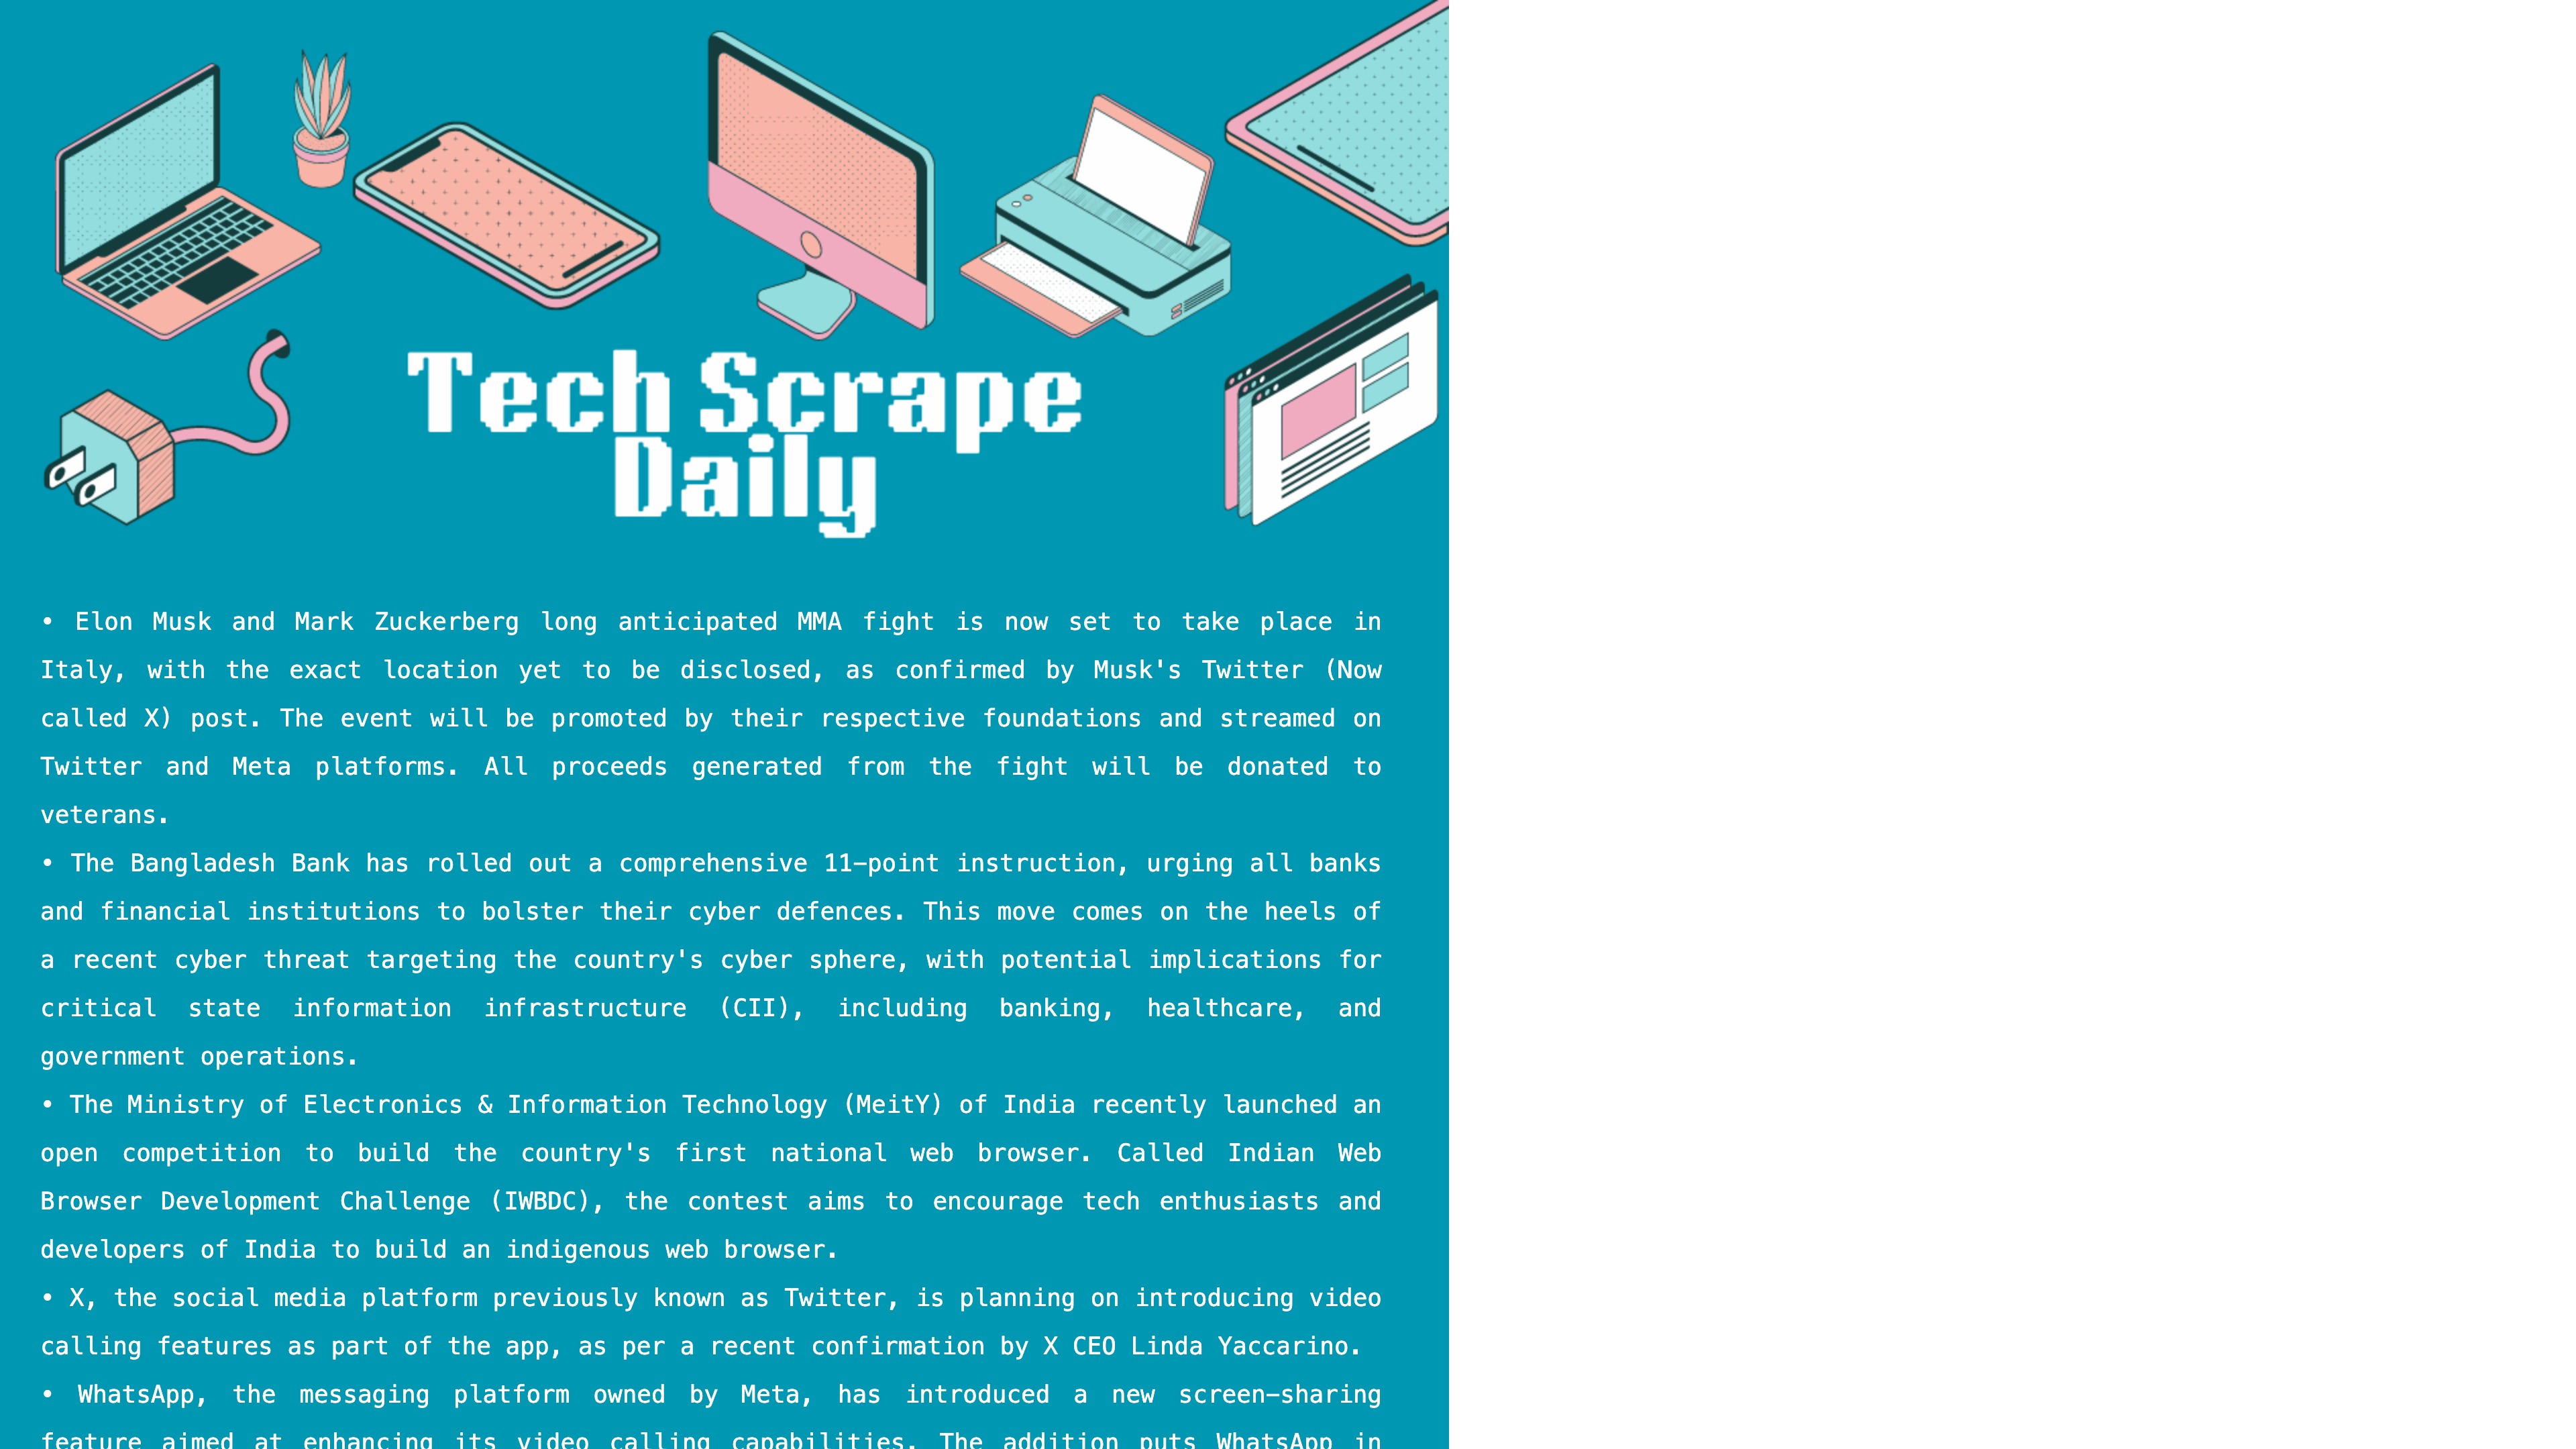 Tech Scrape
Daily
• Elon Musk and Mark Zuckerberg long anticipated MMA fight is now set to take place in
Italy, with the exact location yet to be disclosed, as confirmed by Musk's Twitter (Now
called X) post. The event will be promoted by their respective foundations and streamed on
Twitter and Meta platforms. All proceeds generated from the fight will be donated to
veterans.
• The Bangladesh Bank has rolled out a comprehensive 11–point instruction, urging all banks
and financial institutions to bolster their cyber defences. This move comes on the heels of
a recent cyber threat targeting the country's cyber sphere, with potential implications for
critical state information infrastructure (CII), including banking, healthcare, and
government operations.
• The Ministry of Electronics & Information Technology (MeitY) of India recently launched an
open competition to build the country's first national web browser. Called Indian Web
Browser Development Challenge (IWBDC), the contest aims to encourage tech enthusiasts and
developers of India to build an indigenous web browser.
• X, the social media platform previously known as Twitter, is planning on introducing video
calling features as part of the app, as per a recent confirmation by X CEO Linda Yaccarino.
• WhatsApp, the messaging platform owned by Meta, has introduced a new screen–sharing
feature aimed at enhancing its video calling capabilities. The addition puts WhatsApp in